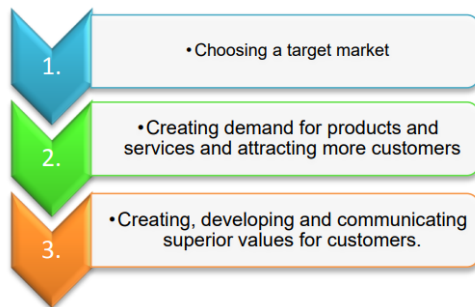 1.
•Choosing a target market
2.
•Creating demand for products and
services and attracting more customers
3.
•Creating, developing and communicating
superior values for customers.